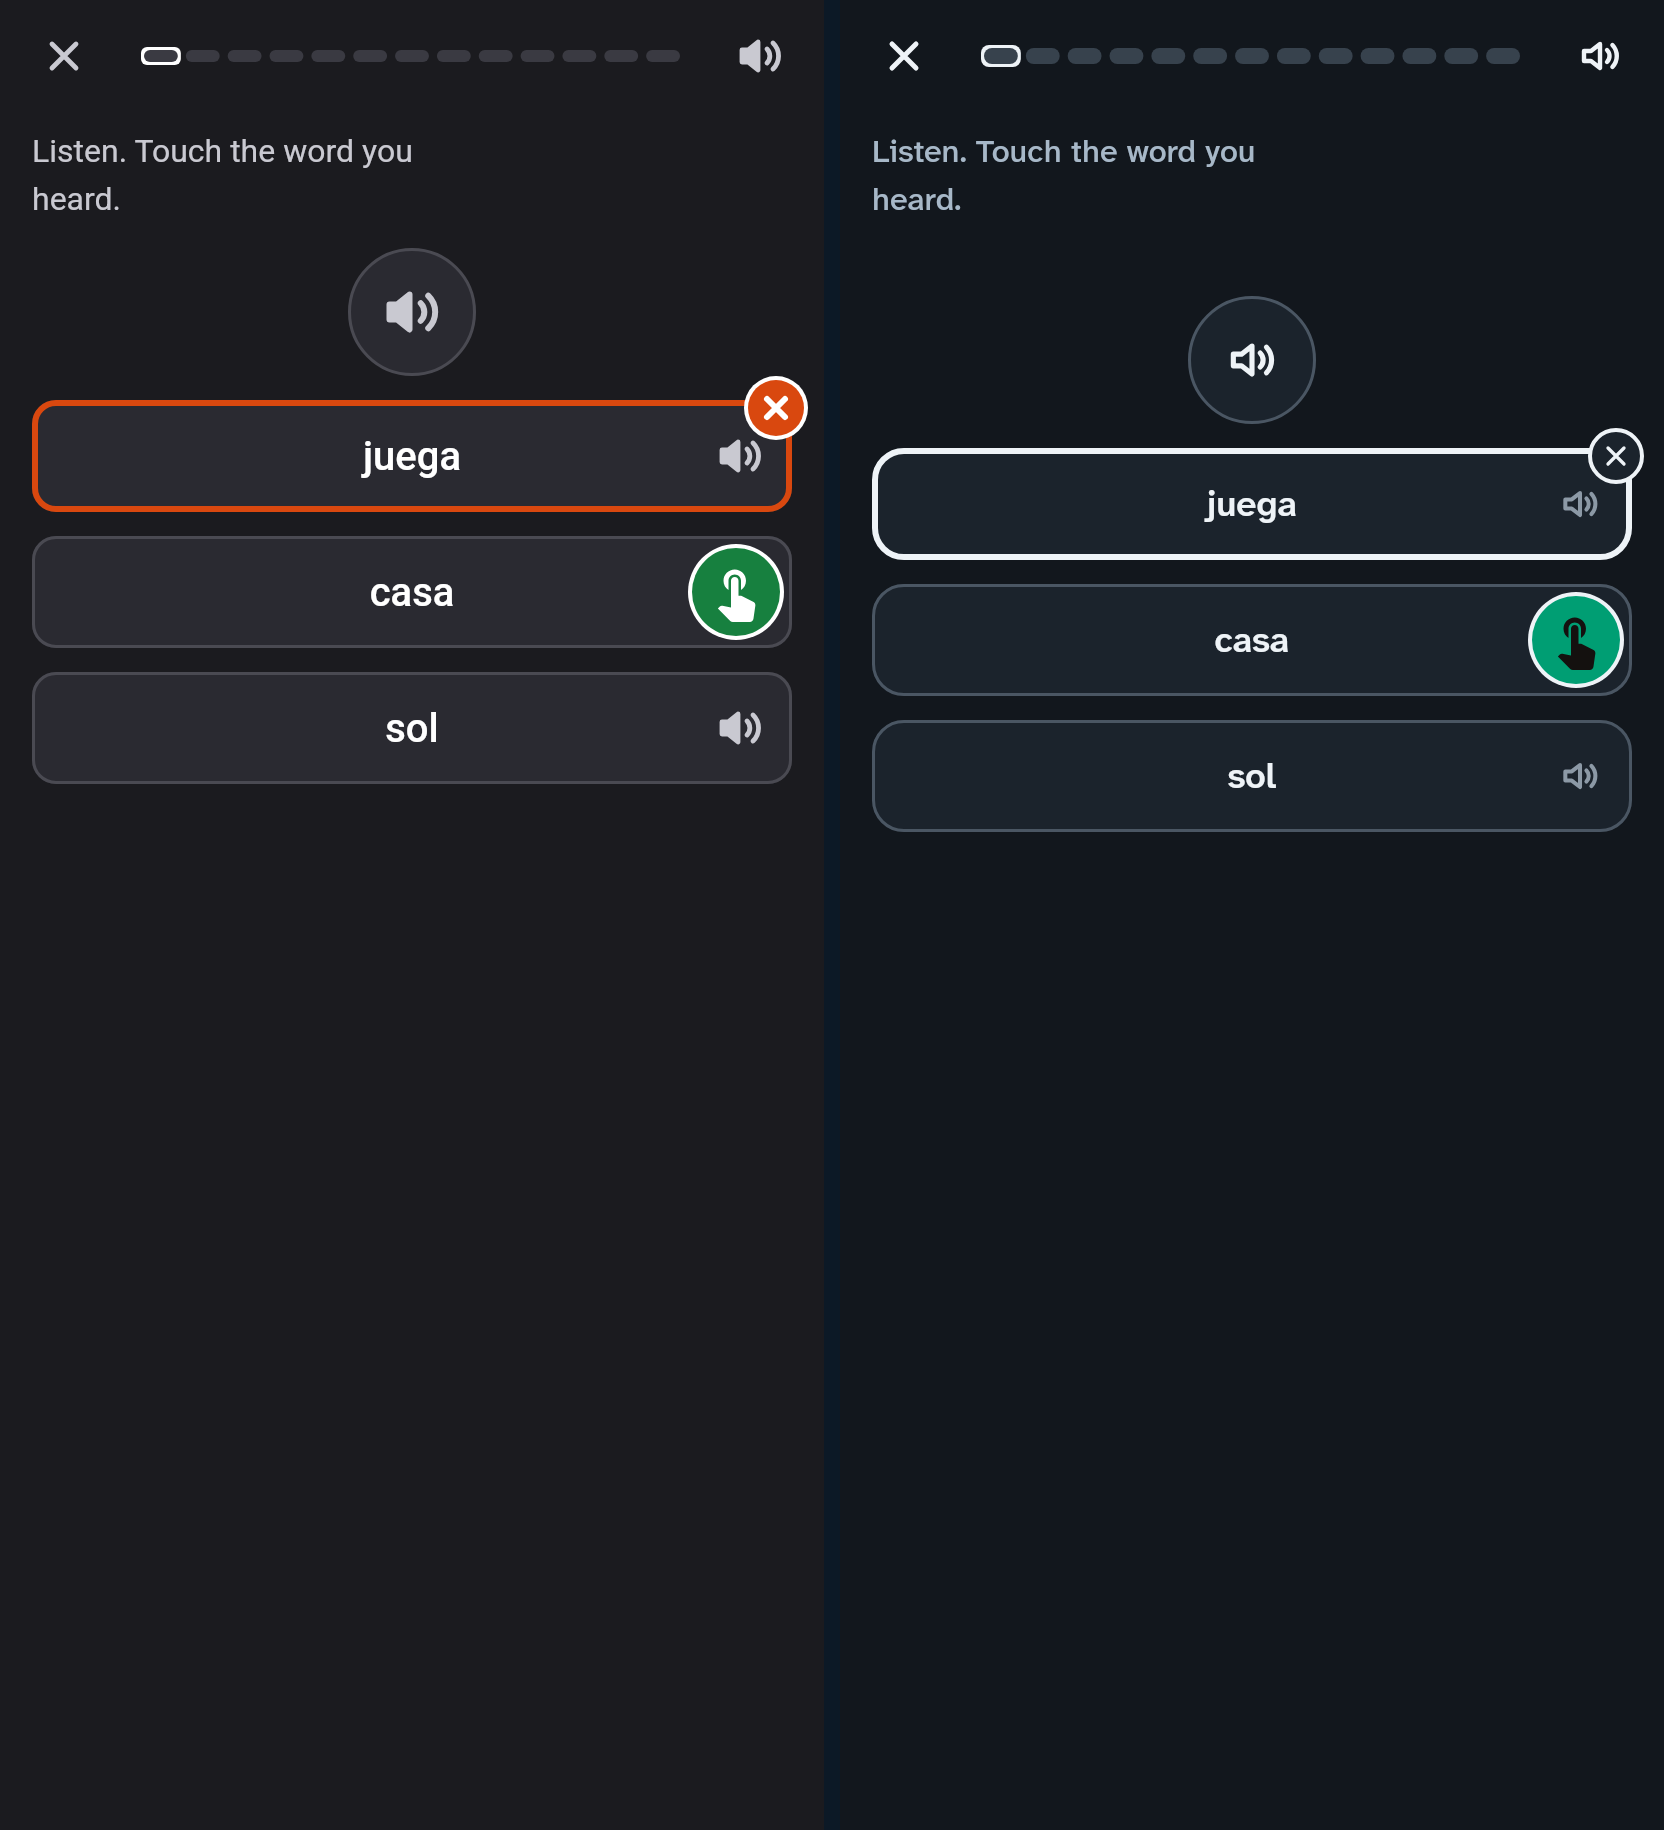 Listen. Touch the word you
heard.
juega
casa
sol
Listen. Touch the word you
heard.
juega
casa
sol